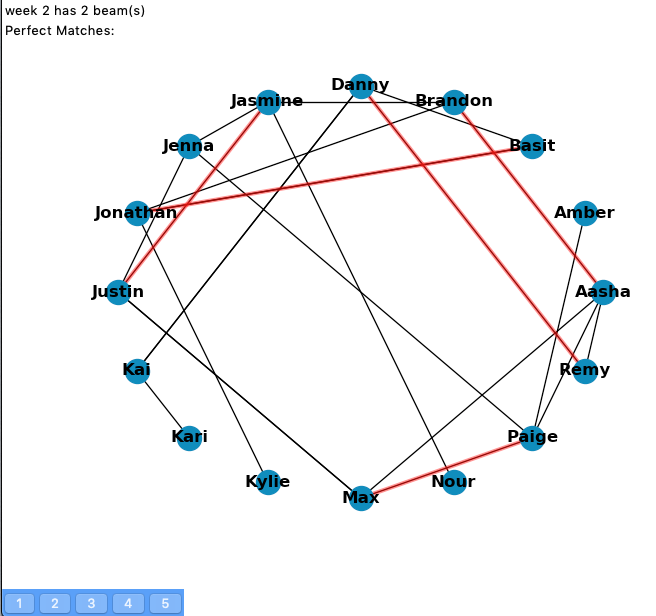 week 2 has 2 beam(s)
Perfect Matches:
Danny
Jasmine
Brandon
Jenna
Basit
Jonathan
Amber
Justin
Aasha
Kai
Remy
Kari
Paige
Kylie
Nour
Max
1 2 3 4 5